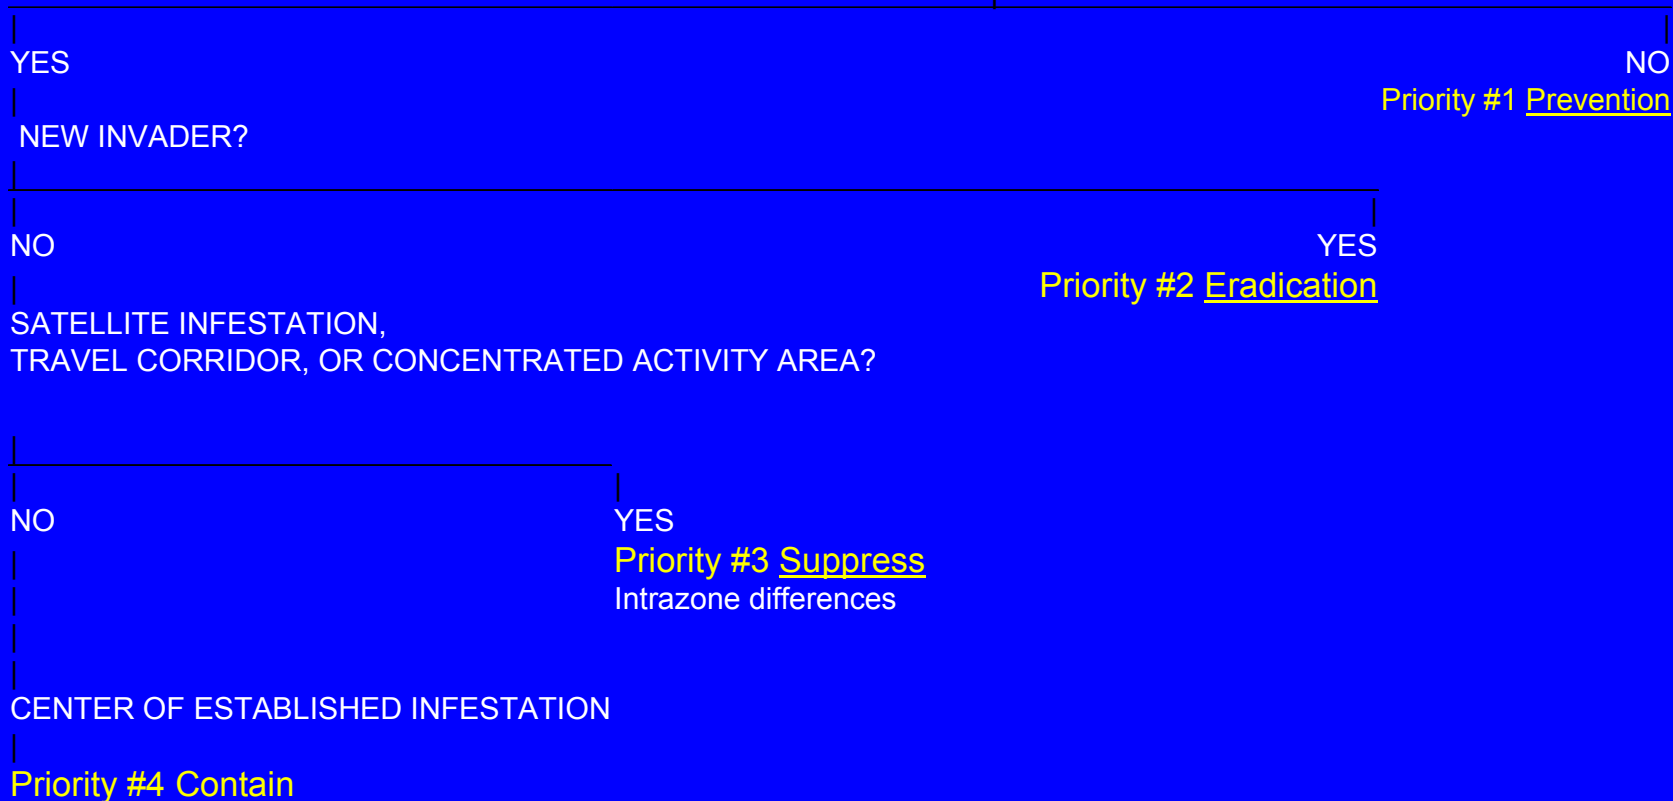 YES
NO
Priority #1 Prevention
NEW INVADER?
NO
YES
Priority #2 Eradication
SATELLITE INFESTATION,
TRAVEL CORRIDOR, OR CONCENTRATED ACTIVITY AREA?
NO
YES
Priority #3 Suppress
Intrazone differences
CENTER OF ESTABLISHED INFESTATION
Priority #4 Contain